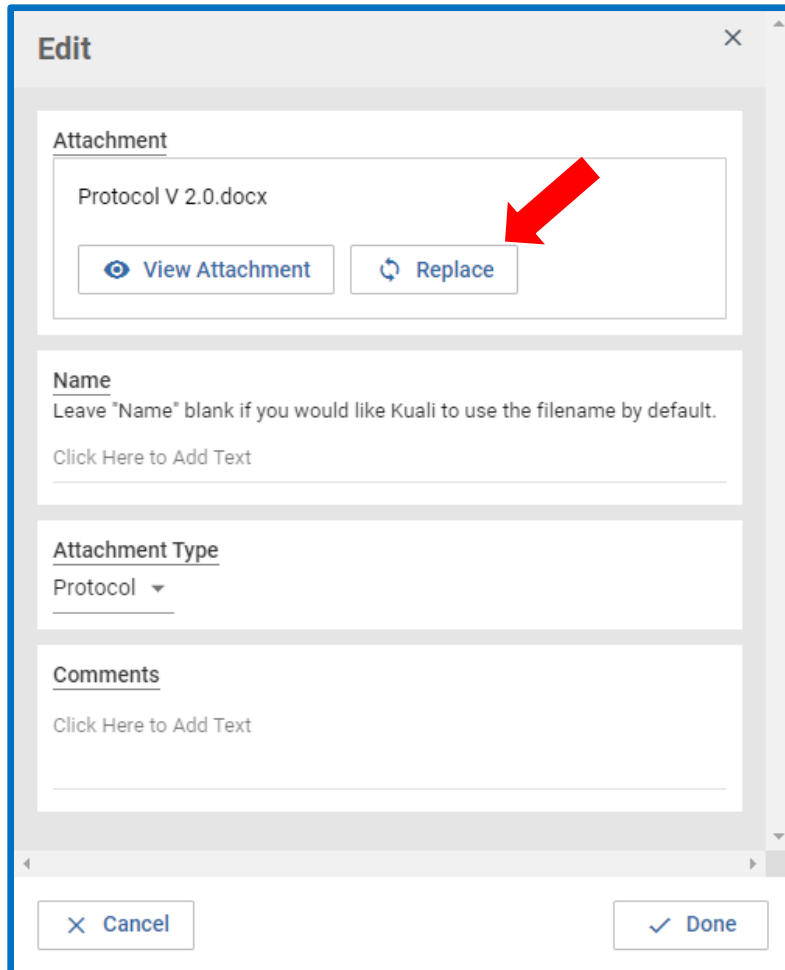 Edit
Attachment
Protocol V 2.0.docx
View Attachment
Replace
Name
Leave "Name" blank if you would like Kuali to use the filename by default.
Click Here to Add Text
Attachment Type
Protocol
Comments
Click Here to Add Text
Cancel
Done